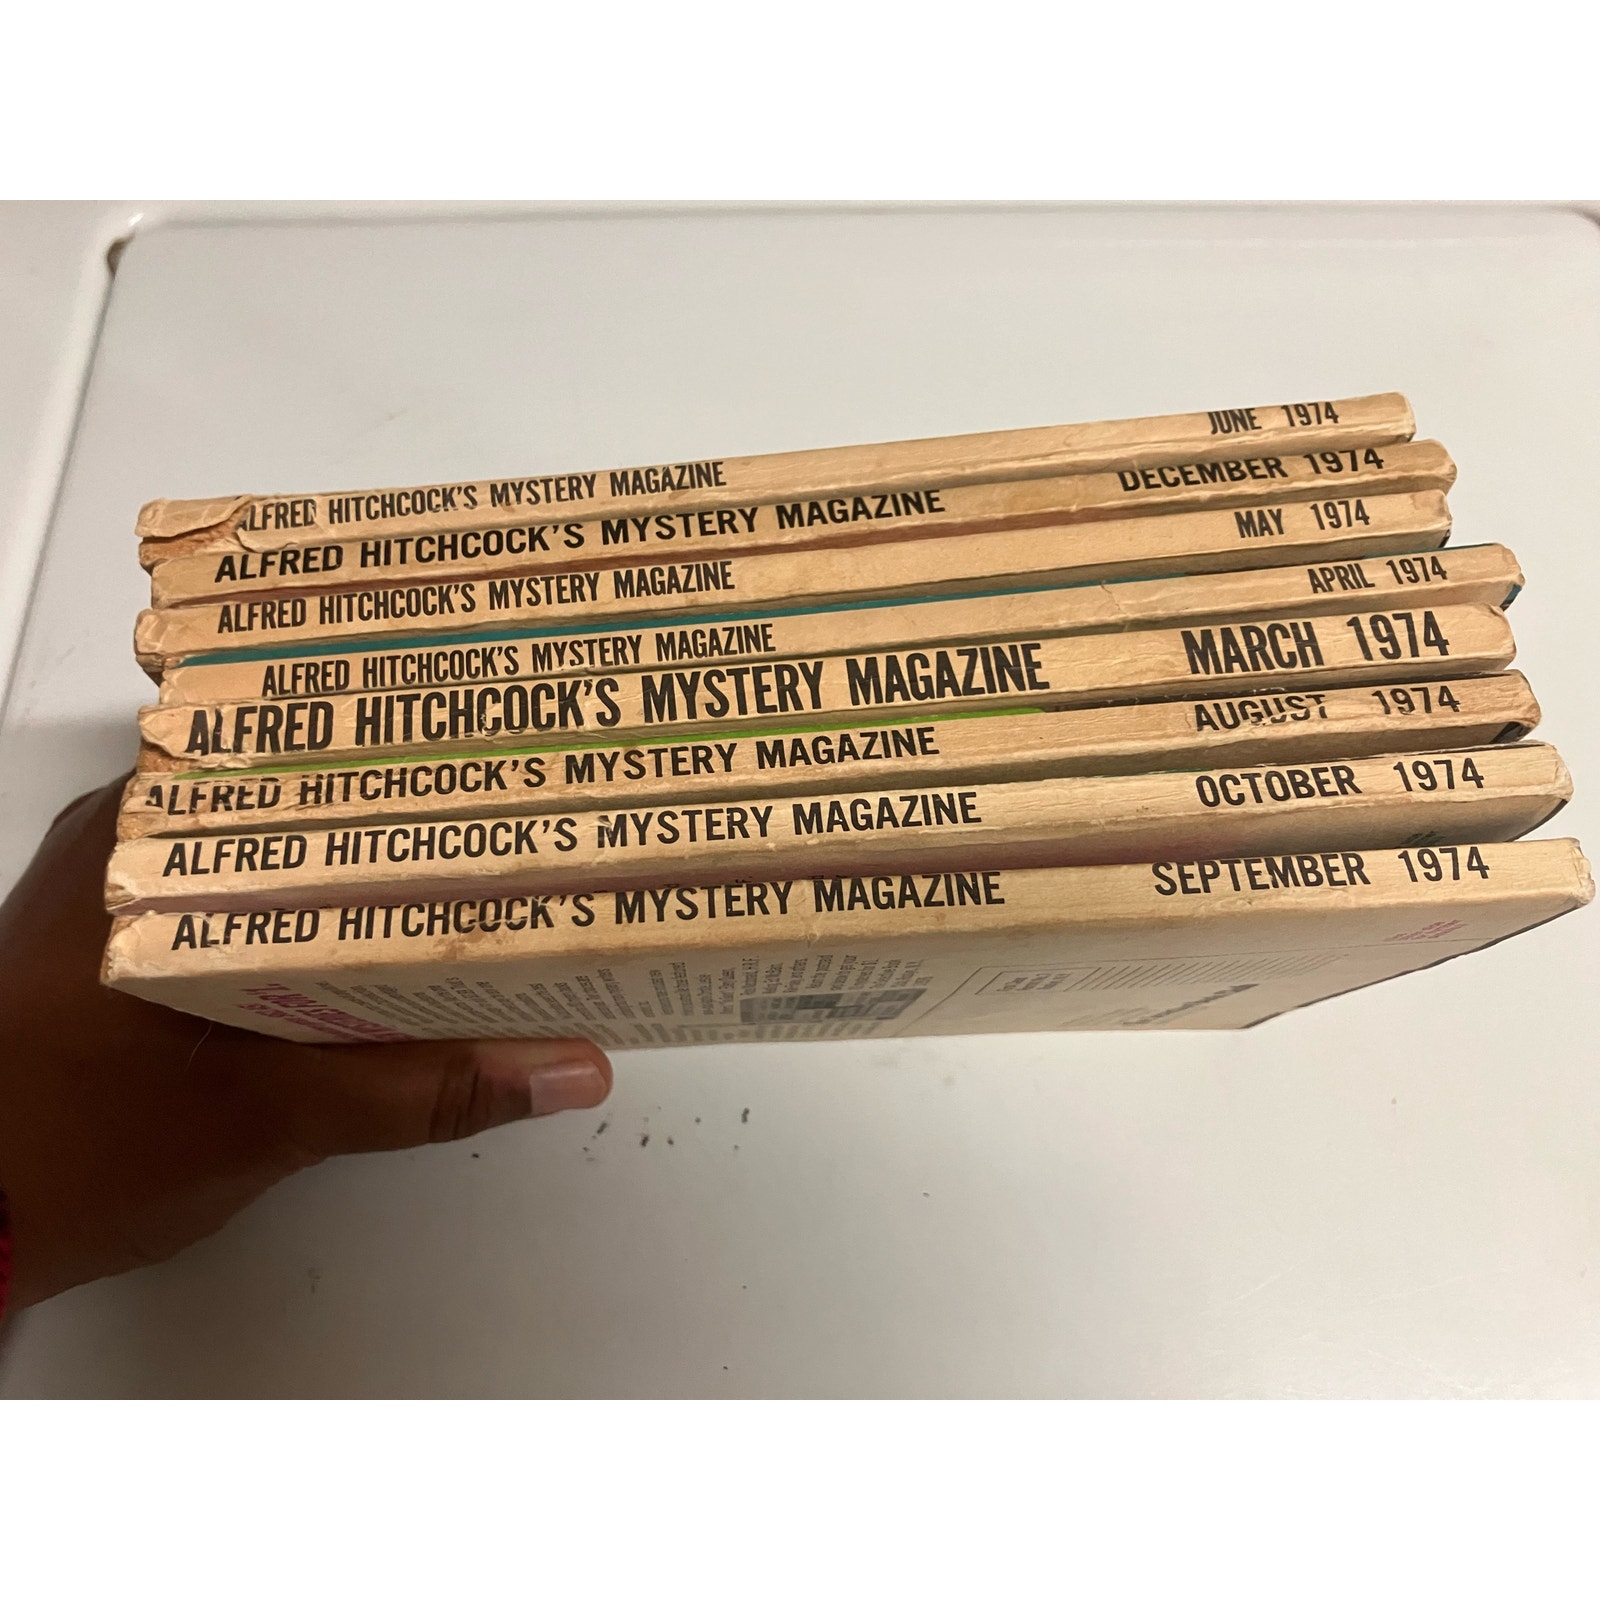 ALFRED HITCHCOCK'S MYSTERY MAGAZINE JUNE 1974
ALFRED HITCHCOCK'S MYSTERY MAGAZINE DECEMBER 1974
ALFRED HITCHCOCK'S MYSTERY MAGAZINE MAY 1974
ALFRED HITCHCOCK'S MYSTERY MAGAZINE APRIL 1974
ALFRED HITCHCOCK'S MYSTERY MAGAZINE MARCH 1974
ALFRED HITCHCOCK'S MYSTERY MAGAZINE AUGUST 1974
ALFRED HITCHCOCK'S MYSTERY MAGAZINE OCTOBER 1974
ALFRED HITCHCOCK'S MYSTERY MAGAZINE SEPTEMBER 1974